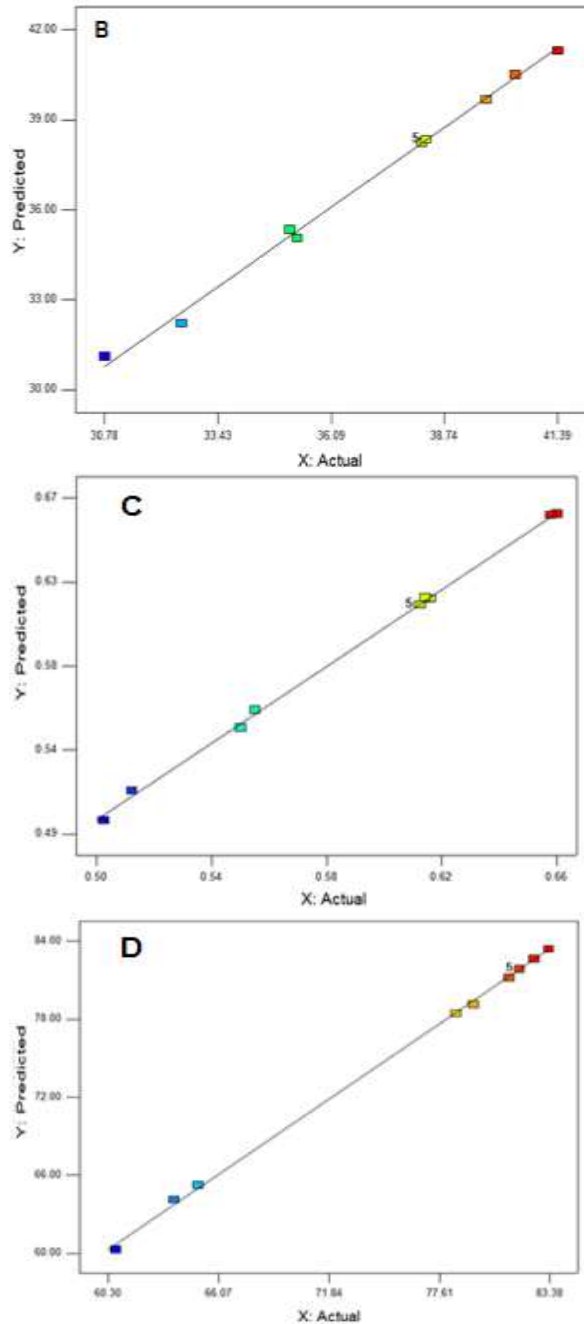 B
42.00
39.00
36.00
33.00
30.00
Y: Predicted
5
30.78 33.43 36.09 38.74 41.39
X: Actual
C
0.67
0.63
0.58
0.54
0.49
Y: Predicted
5
0.50 0.54 0.58 0.62 0.66
X: Actual
D
84.00
78.00
72.00
66.00
60.00
Y: Predicted
5
60.30 66.07 71.84 77.61 83.38
X: Actual